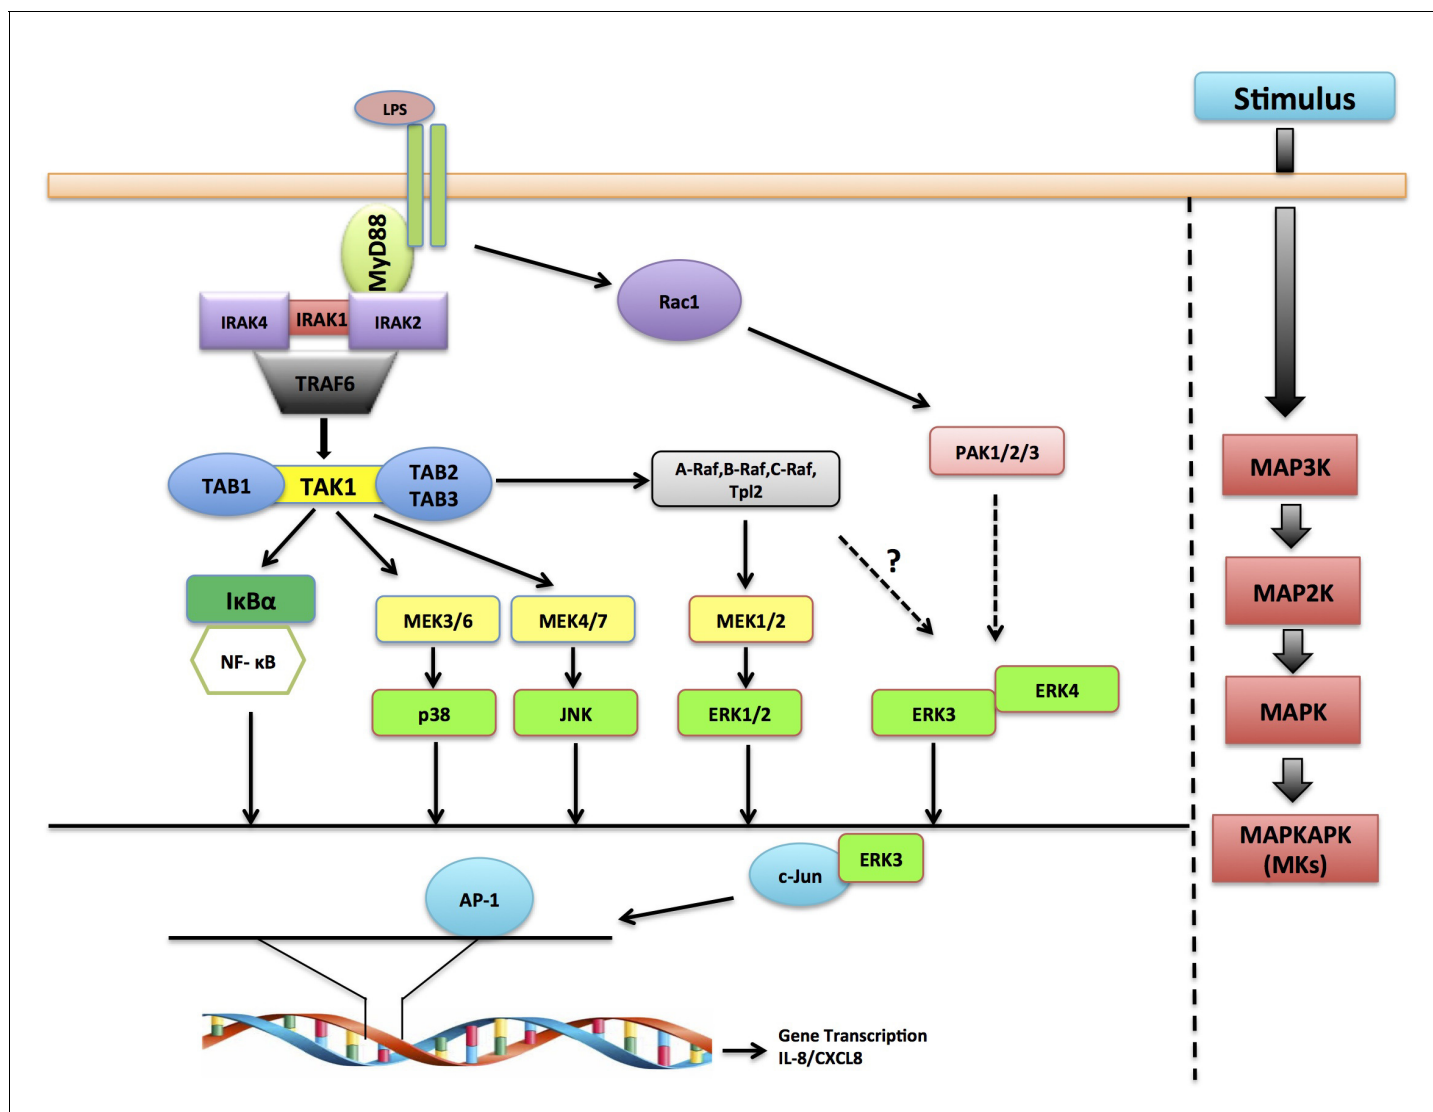 Stimulus
LPS
MyD88
Rac1
IRAK4
IRAK1
IRAK2
TRAF6
PAK1/2/3
MAP3K
TAB1
TAK1
TAB2
TAB3
A-Raf,B-Raf,C-Raf,
Tpl2
?
IκBα
MEK3/6
MEK4/7
MEK1/2
MAP2K
NF- κB
ERK4
p38
JNK
ERK1/2
ERK3
MAPK
MAPKAPK
(MKs)
ERK3
c-Jun
AP-1
Gene Transcription
IL-8/CXCL8